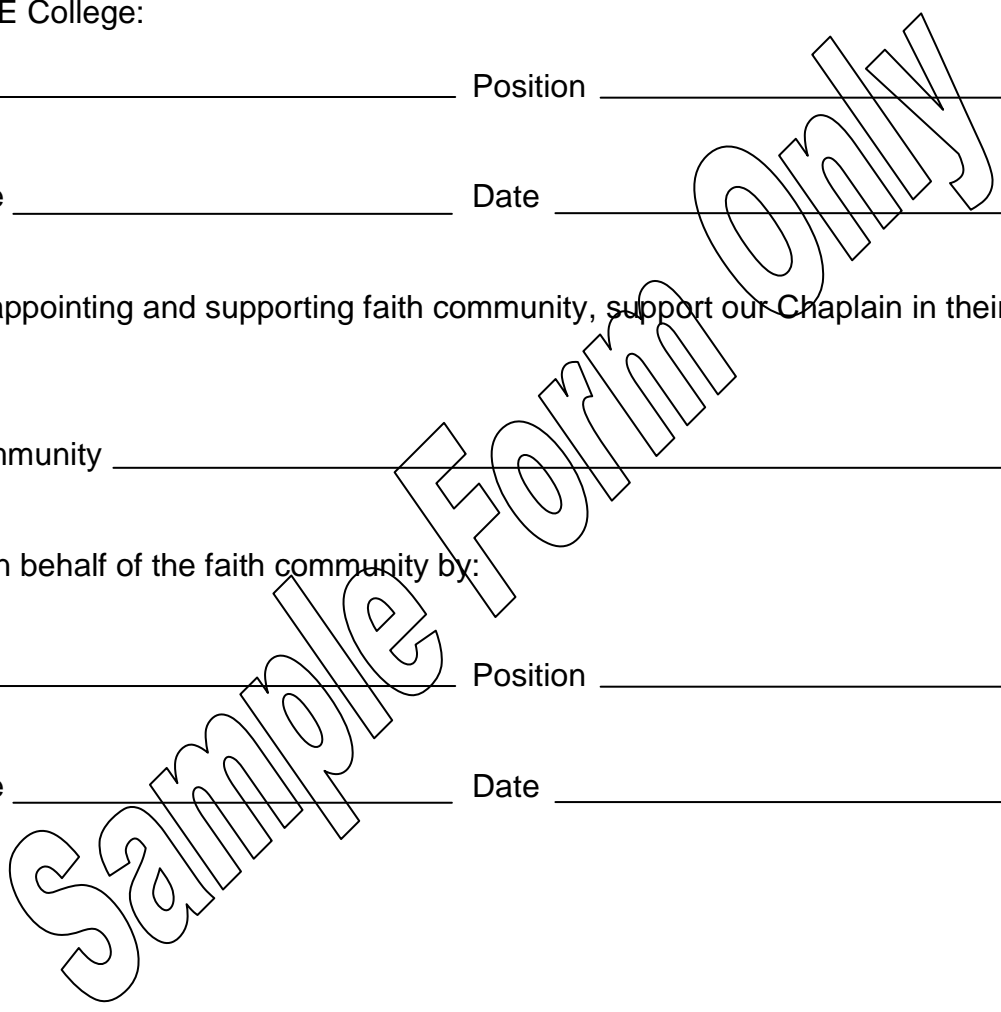 E College:
Position
e
Date
appointing and supporting faith community, support our Chaplain in their
mmunity
n behalf of the faith community by:
Position
e
Date
Sample Form Only